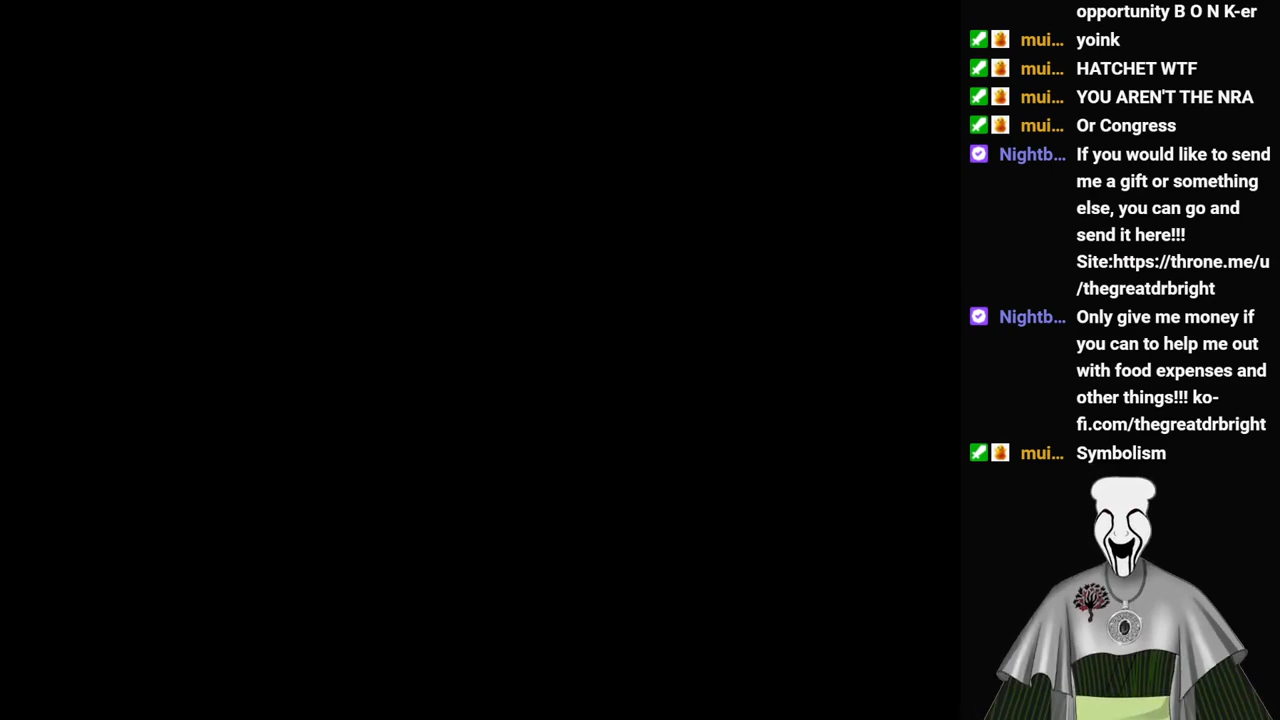 opportunity B O N K-er
mui... yoink
mui... HATCHET WTF
mui... YOU AREN'T THE NRA
mui... Or Congress
Nightb... If you would like to send
me a gift or something
else, you can go and
send it here!!!
Site:https://throne.me/u
/thegreatdrbright
Nightb... Only give me money if
you can to help me out
with food expenses and
other things!!! ko-
fi.com/thegreatdrbright
mui... Symbolism